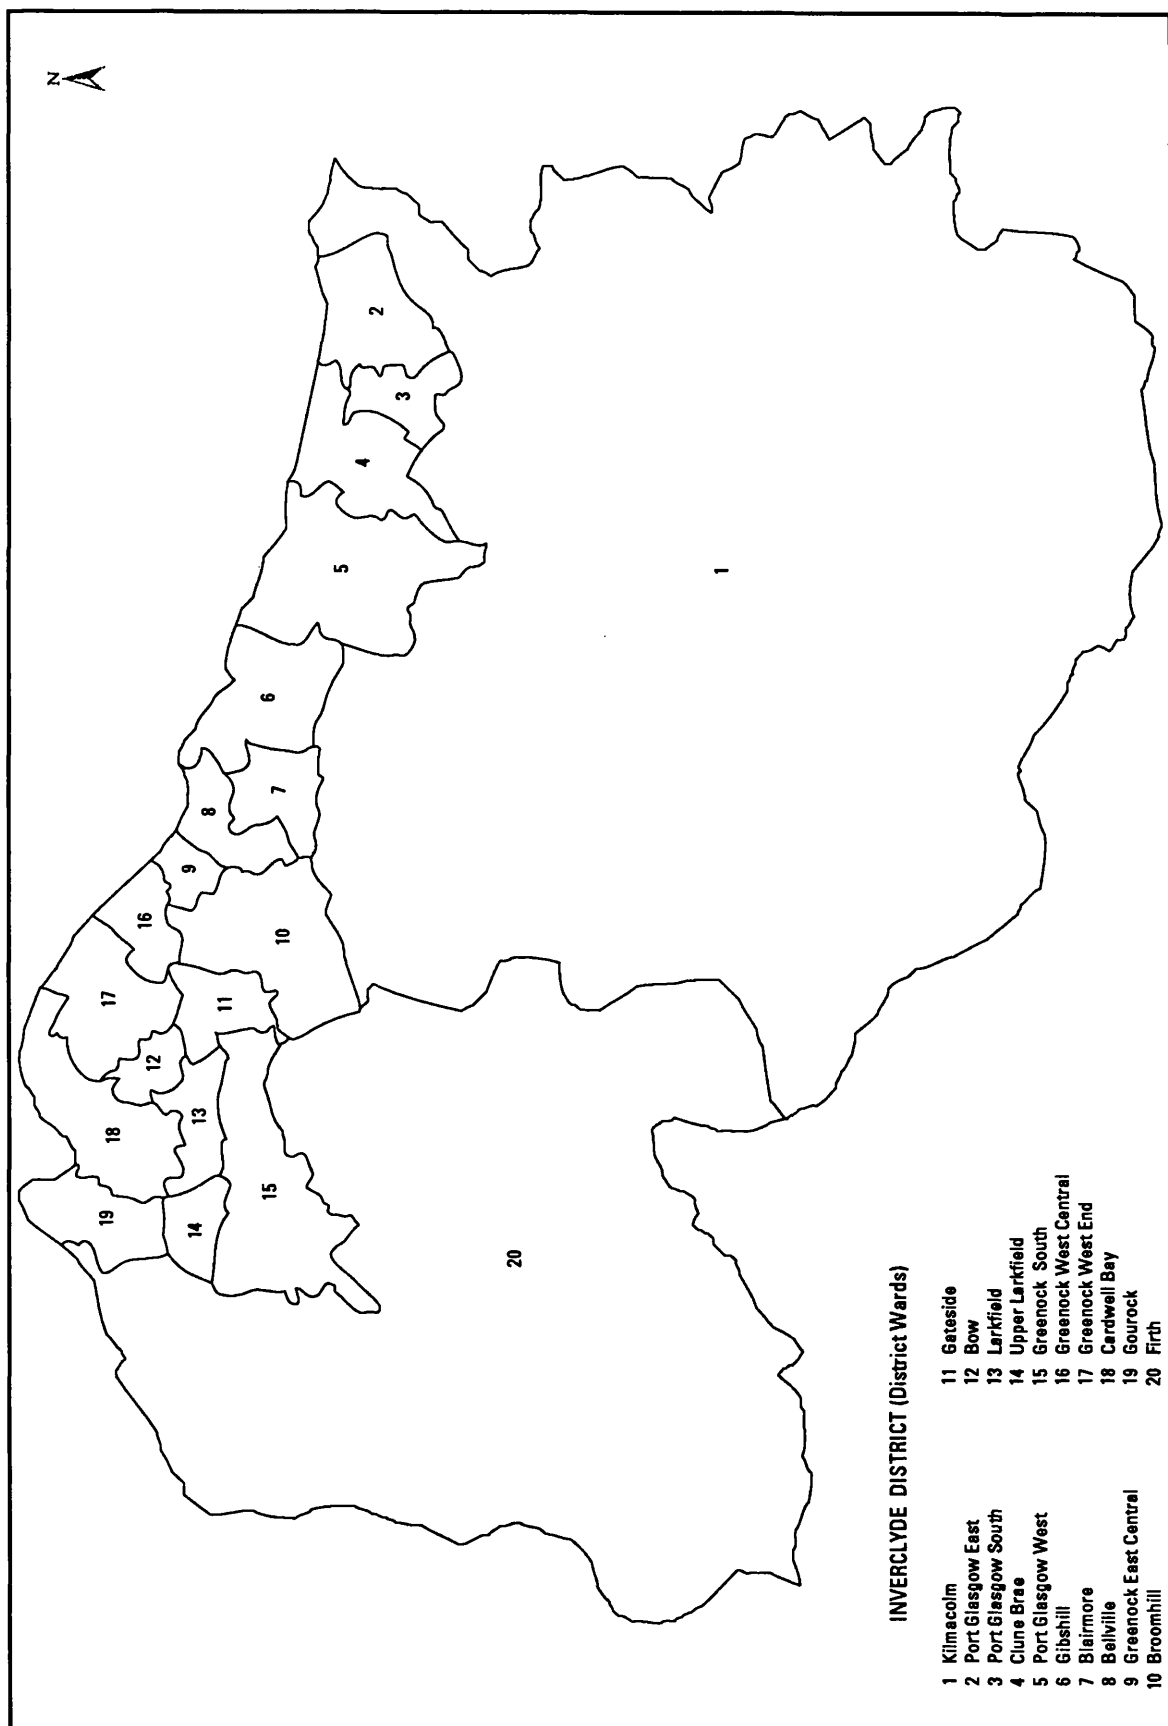 N
2
3
4
5
1
6
7
8
9
16
10
17
11
12
18
13
15
19
14
20
INVERCLYDE DISTRICT (District Wards)
1 Kilmacolm
2 Port Glasgow East
3 Port Glasgow South
4 Clune Brae
5 Port Glasgow West
6 Gibshill
7 Blairmore
8 Bellville
9 Greenock East Central
10 Broomhill
11 Gateside
12 Bow
13 Larkfield
14 Upper Larkfield
15 Greenock South
16 Greenock West Central
17 Greenock West End
18 Cardwell Bay
19 Gourock
20 Firth